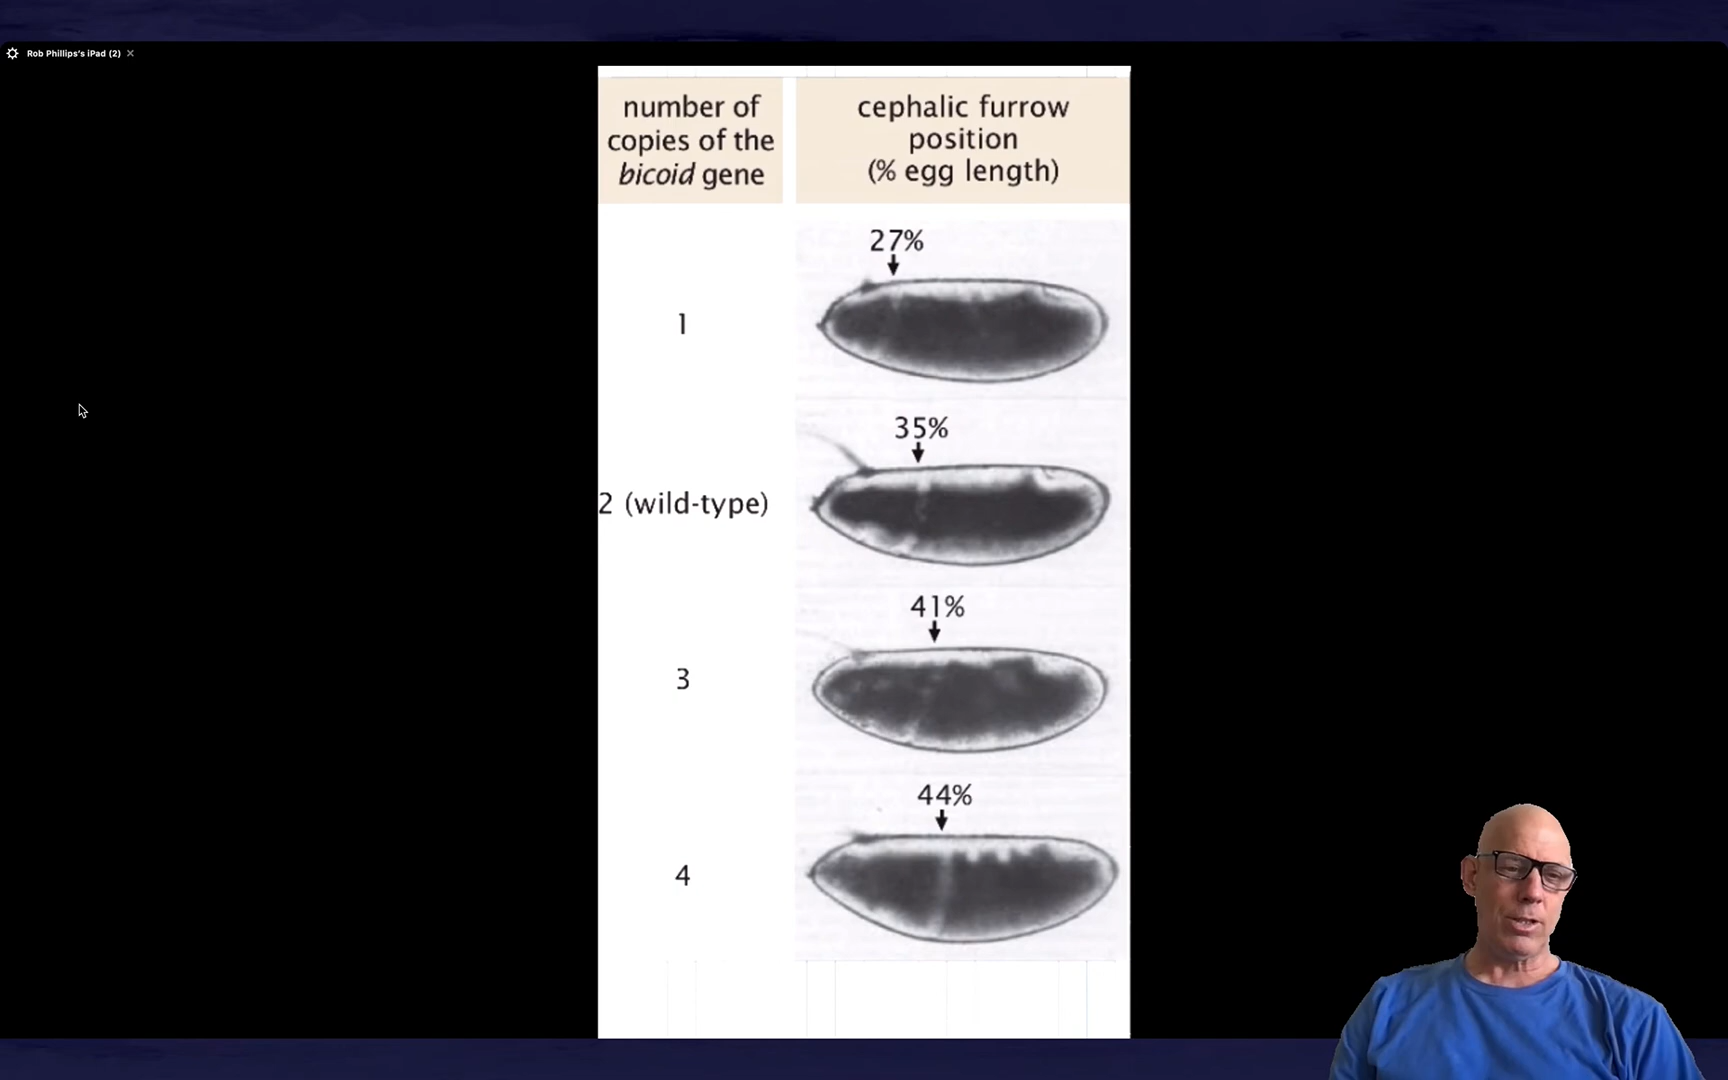 Rob Phillips's iPad (2)
number of
copies of the
bicoid gene
cephalic furrow
position
(% egg length)
27%
1
35%
2 (wild-type)
41%
3
44%
4